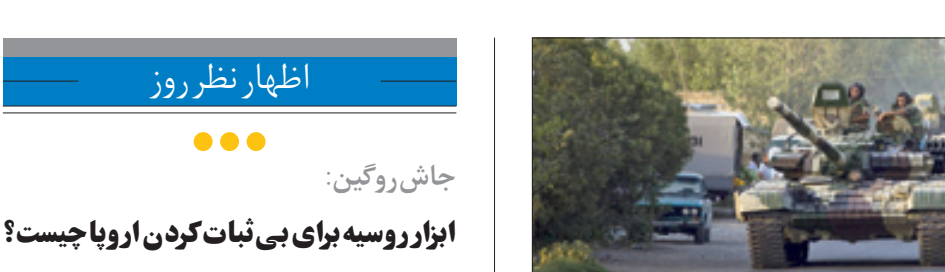 اظهار نظر روز
جاش روگین:
ابزار روسیه برای بی‌ثبات کردن اروپا چیست؟